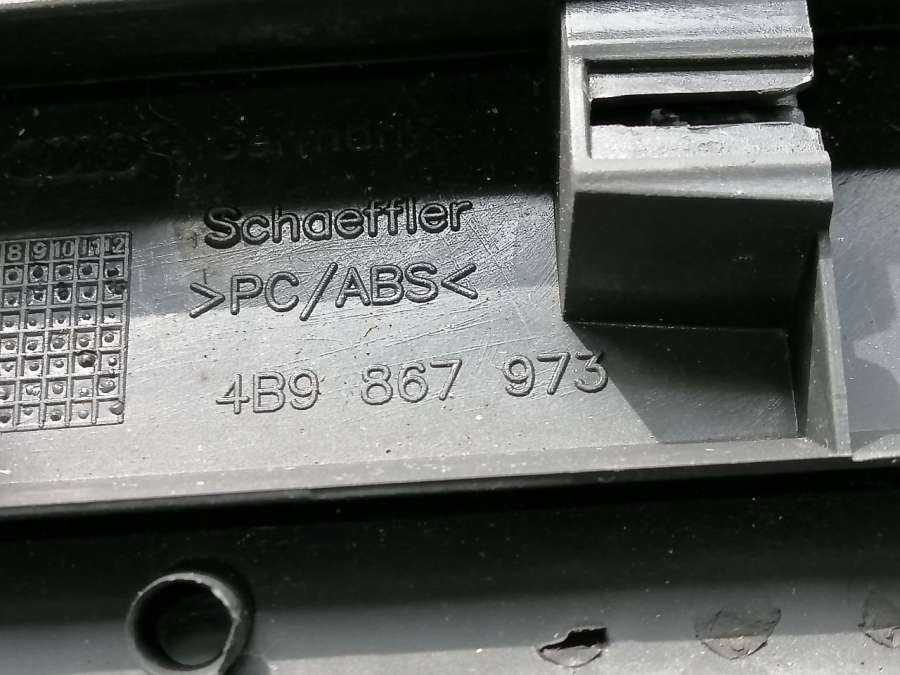 Germany
Schaeffler
>PC/ABS<
8 9 10 11 12
4B9 867 973